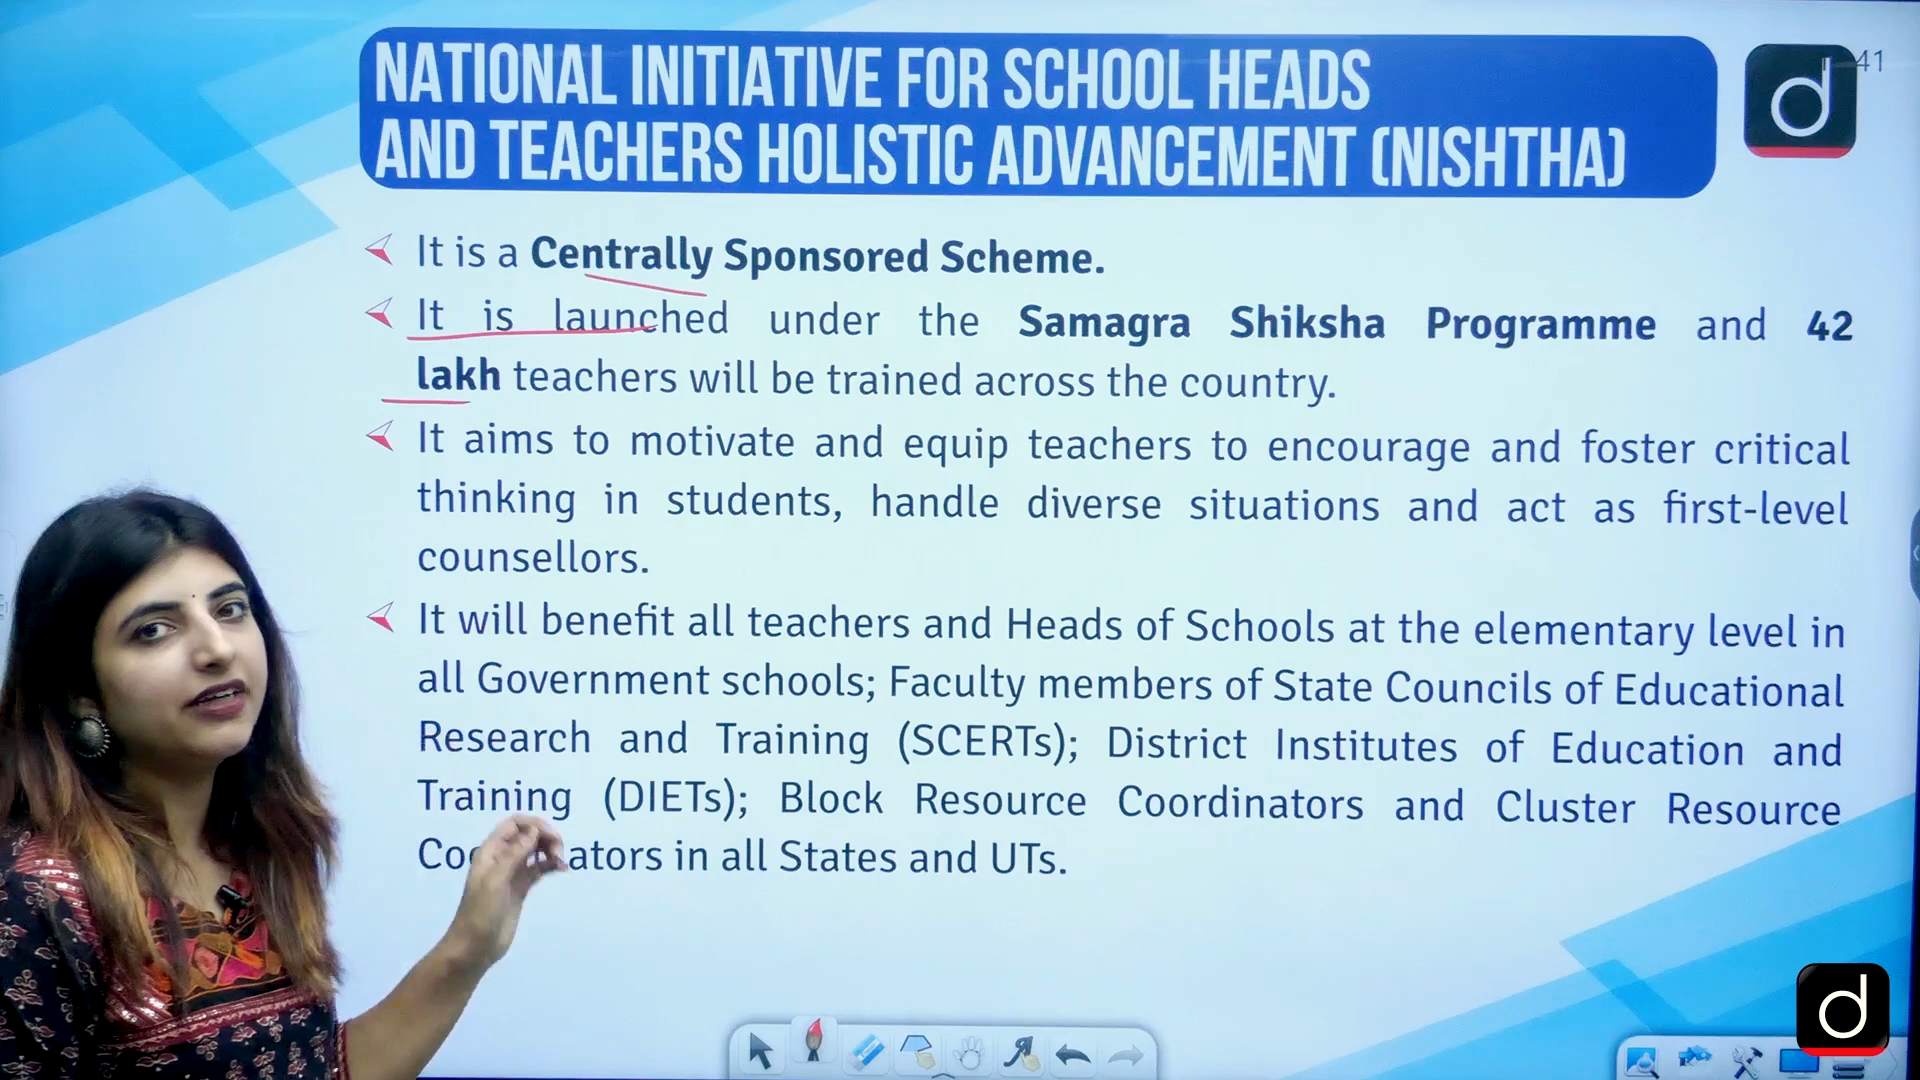 NATIONAL INITIATIVE FOR SCHOOL HEADS
AND TEACHERS HOLISTIC ADVANCEMENT (NISHTHA)
d
41
It is a Centrally Sponsored Scheme.
It is launched under the Samagra Shiksha Programme and 42
lakh teachers will be trained across the country.
It aims to motivate and equip teachers to encourage and foster critical
thinking in students, handle diverse situations and act as first-level
counsellors.
It will benefit all teachers and Heads of Schools at the elementary level in
all Government schools; Faculty members of State Councils of Educational
Research and Training (SCERTs); District Institutes of Education and
Training (DIETs); Block Resource Coordinators and Cluster Resource
in all States and UTs.
d